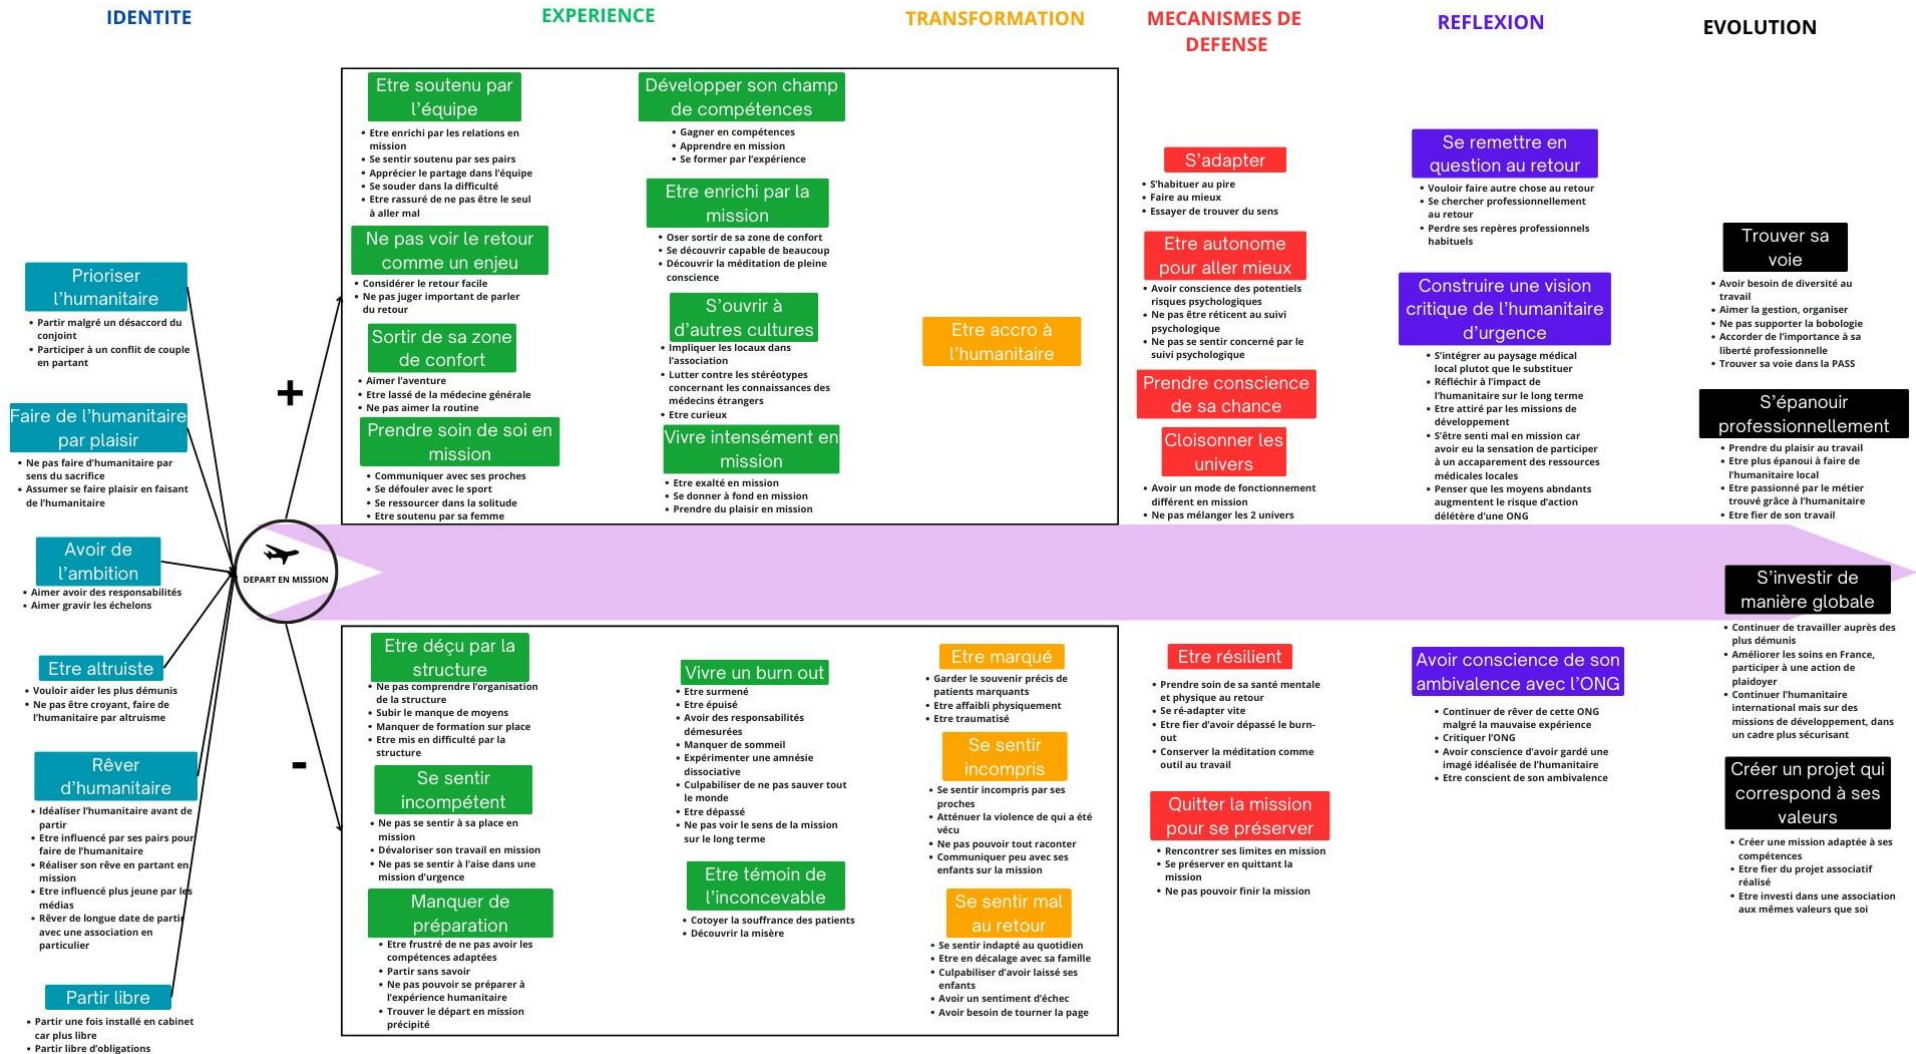 IDENTITE
EXPERIENCE
TRANSFORMATION
MECANISMES DE
DEFENSE
REFLEXION
EVOLUTION
Prioriser
l'humanitaire
• Partir malgré un désaccord du
conjoint
• Participer à un conflit de couple
en partant
Faire de l'humanitaire
par plaisir
• Ne pas faire d'humanitaire par
sens du sacrifice
• Assumer se faire plaisir en faisant
de l'humanitaire
Avoir de
l'ambition
• Aimer avoir des responsabilités
• Aimer gravir les échelons
Etre altruiste
• Vouloir aider les plus démunis
• Ne pas être croyant, faire de
l'humanitaire par altruisme
Rêver
d'humanitaire
• Idéaliser l'humanitaire avant de
partir
• Etre influencé par ses pairs pour
faire de l'humanitaire
• Réaliser son rêve en partant en
mission
• Etre influencé plus jeune par les
médias
• Rêver de longue date de partir
avec une association en
particulier
Partir libre
• Partir une fois installé en cabinet
car plus libre
• Partir libre d'obligations
DEPART EN MISSION
+
-
Etre soutenu par
l'équipe
• Etre enrichi par les relations en
mission
• Se sentir soutenu par ses pairs
• Apprécier le partage dans l'équipe
• Se souder dans la difficulté
• Etre rassuré de ne pas être le seul
à aller mal
Ne pas voir le retour
comme un enjeu
• Considérer le retour facile
• Ne pas juger important de parler
du retour
Sortir de sa zone
de confort
• Aimer l'aventure
• Etre lassé de la médecine générale
• Ne pas aimer la routine
Prendre soin de soi en
mission
• Communiquer avec ses proches
• Se défouler avec le sport
• Se ressourcer dans la solitude
• Etre soutenu par sa femme
Développer son champ
de compétences
• Gagner en compétences
• Apprendre en mission
• Se former par l'expérience
Etre enrichi par la
mission
• Oser sortir de sa zone de confort
• Se découvrir capable de beaucoup
• Découvrir la méditation de pleine
conscience
S'ouvrir à
d'autres cultures
• Impliquer les locaux dans
l'association
• Lutter contre les stéréotypes
concernant les connaissances des
médecins étrangers
• Etre curieux
Vivre intensément en
mission
• Etre exalté en mission
• Se donner à fond en mission
• Prendre du plaisir en mission
Etre accro à
l'humanitaire
Etre déçu par la
structure
• Ne pas comprendre l'organisation
de la structure
• Subir le manque de moyens
• Manquer de formation sur place
• Etre mis en difficulté par la
structure
Se sentir
incompétent
• Ne pas se sentir à sa place en
mission
• Dévaloriser son travail en mission
• Ne pas se sentir à l'aise dans une
mission d'urgence
Manquer de
préparation
• Etre frustré de ne pas avoir les
compétences adaptées
• Partir sans savoir
• Ne pas pouvoir se préparer à
l'expérience humanitaire
• Trouver le départ en mission
précipité
Vivre un burn out
• Etre surmené
• Etre épuisé
• Avoir des responsabilités
démesurées
• Manquer de sommeil
• Expérimenter une amnésie
dissociative
• Culpabiliser de ne pas sauver tout
le monde
• Etre dépassé
• Ne pas voir le sens de la mission
sur le long terme
Etre témoin de
l'inconcevable
• Cotoyer la souffrance des patients
• Découvrir la misère
Etre marqué
• Garder le souvenir précis de
patients marquants
• Etre affaibli physiquement
• Etre traumatisé
Se sentir
incompris
• Se sentir incompris par ses
proches
• Atténuer la violence de qui a été
vécu
• Ne pas pouvoir tout raconter
• Communiquer peu avec ses
enfants sur la mission
Se sentir mal
au retour
• Se sentir indapté au quotidien
• Etre en décalage avec sa famille
• Culpabiliser d'avoir laissé ses
enfants
• Avoir un sentiment d'échec
• Avoir besoin de tourner la page
S'adapter
• S'habituer au pire
• Faire au mieux
• Essayer de trouver du sens
Etre autonome
pour aller mieux
• Avoir conscience des potentiels
risques psychologiques
• Ne pas être réticent au suivi
psychologique
• Ne pas se sentir concerné par le
suivi psychologique
Prendre conscience
de sa chance
Cloisonner les
univers
• Avoir un mode de fonctionnement
différent en mission
• Ne pas mélanger les 2 univers
Etre résilient
• Prendre soin de sa santé mentale
et physique au retour
• Se ré-adapter vite
• Etre fier d'avoir dépassé le burn-
out
• Conserver la méditation comme
outil au travail
Quitter la mission
pour se préserver
• Rencontrer ses limites en mission
• Se préserver en quittant la
mission
• Ne pas pouvoir finir la mission
Se remettre en
question au retour
• Vouloir faire autre chose au retour
• Se chercher professionnellement
au retour
• Perdre ses repères professionnels
habituels
Construire une vision
critique de l'humanitaire
d'urgence
• S'intégrer au paysage médical
local plutot que le substituer
• Réfléchir à l'impact de
l'humanitaire sur le long terme
• Etre attiré par les missions de
développement
• S'être senti mal en mission car
avoir eu la sensation de participer
à un accaparement des ressources
médicales locales
• Penser que les moyens abndants
augmentent le risque d'action
délétère d'une ONG
Avoir conscience de son
ambivalence avec l'ONG
• Continuer de rêver de cette ONG
malgré la mauvaise expérience
• Critiquer l'ONG
• Avoir conscience d'avoir gardé une
imagé idéalisée de l'humanitaire
• Etre conscient de son ambivalence
Trouver sa
voie
• Avoir besoin de diversité au
travail
• Aimer la gestion, organiser
• Ne pas supporter la bobologie
• Accorder de l'importance à sa
liberté professionnelle
• Trouver sa voie dans la PASS
S'épanouir
professionnellement
• Prendre du plaisir au travail
• Etre plus épanoui à faire de
l'humanitaire local
• Etre passionné par le métier
trouvé grâce à l'humanitaire
• Etre fier de son travail
S'investir de
manière globale
• Continuer de travailler auprès des
plus démunis
• Améliorer les soins en France,
participer à une action de
plaidoyer
• Continuer l'humanitaire
international mais sur des
missions de développement, dans
un cadre plus sécurisant
Créer un projet qui
correspond à ses
valeurs
• Créer une mission adaptée à ses
compétences
• Etre fier du projet associatif
réalisé
• Etre investi dans une association
aux mêmes valeurs que soi